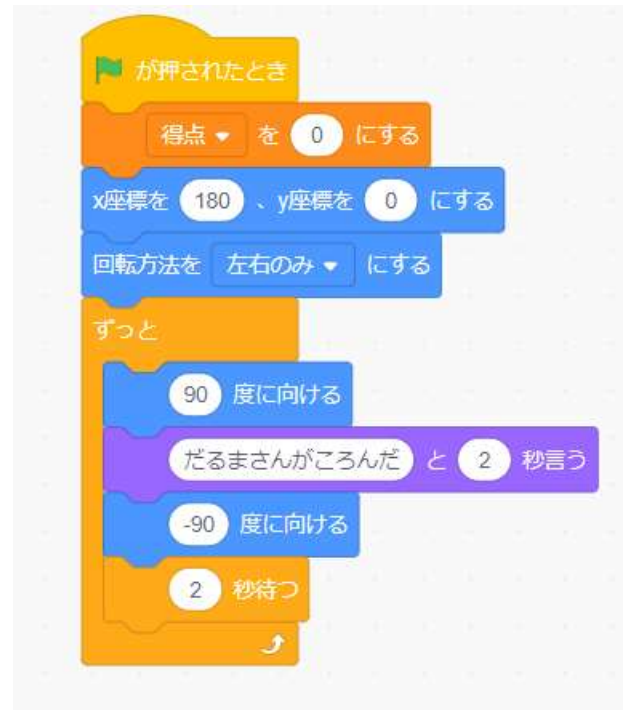 が押されたとき
得点 を 0 にする
x座標を 180 、y座標を 0 にする
回転方法を 左右のみ にする
ずっと
90 度に向ける
だるまさんがころんだ と 2 秒言う
-90 度に向ける
2 秒待つ